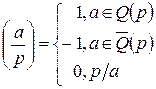 (a/p) = { 1, a ∈ Q(p)
−1, a ∈ Q̅(p)
0, p/a